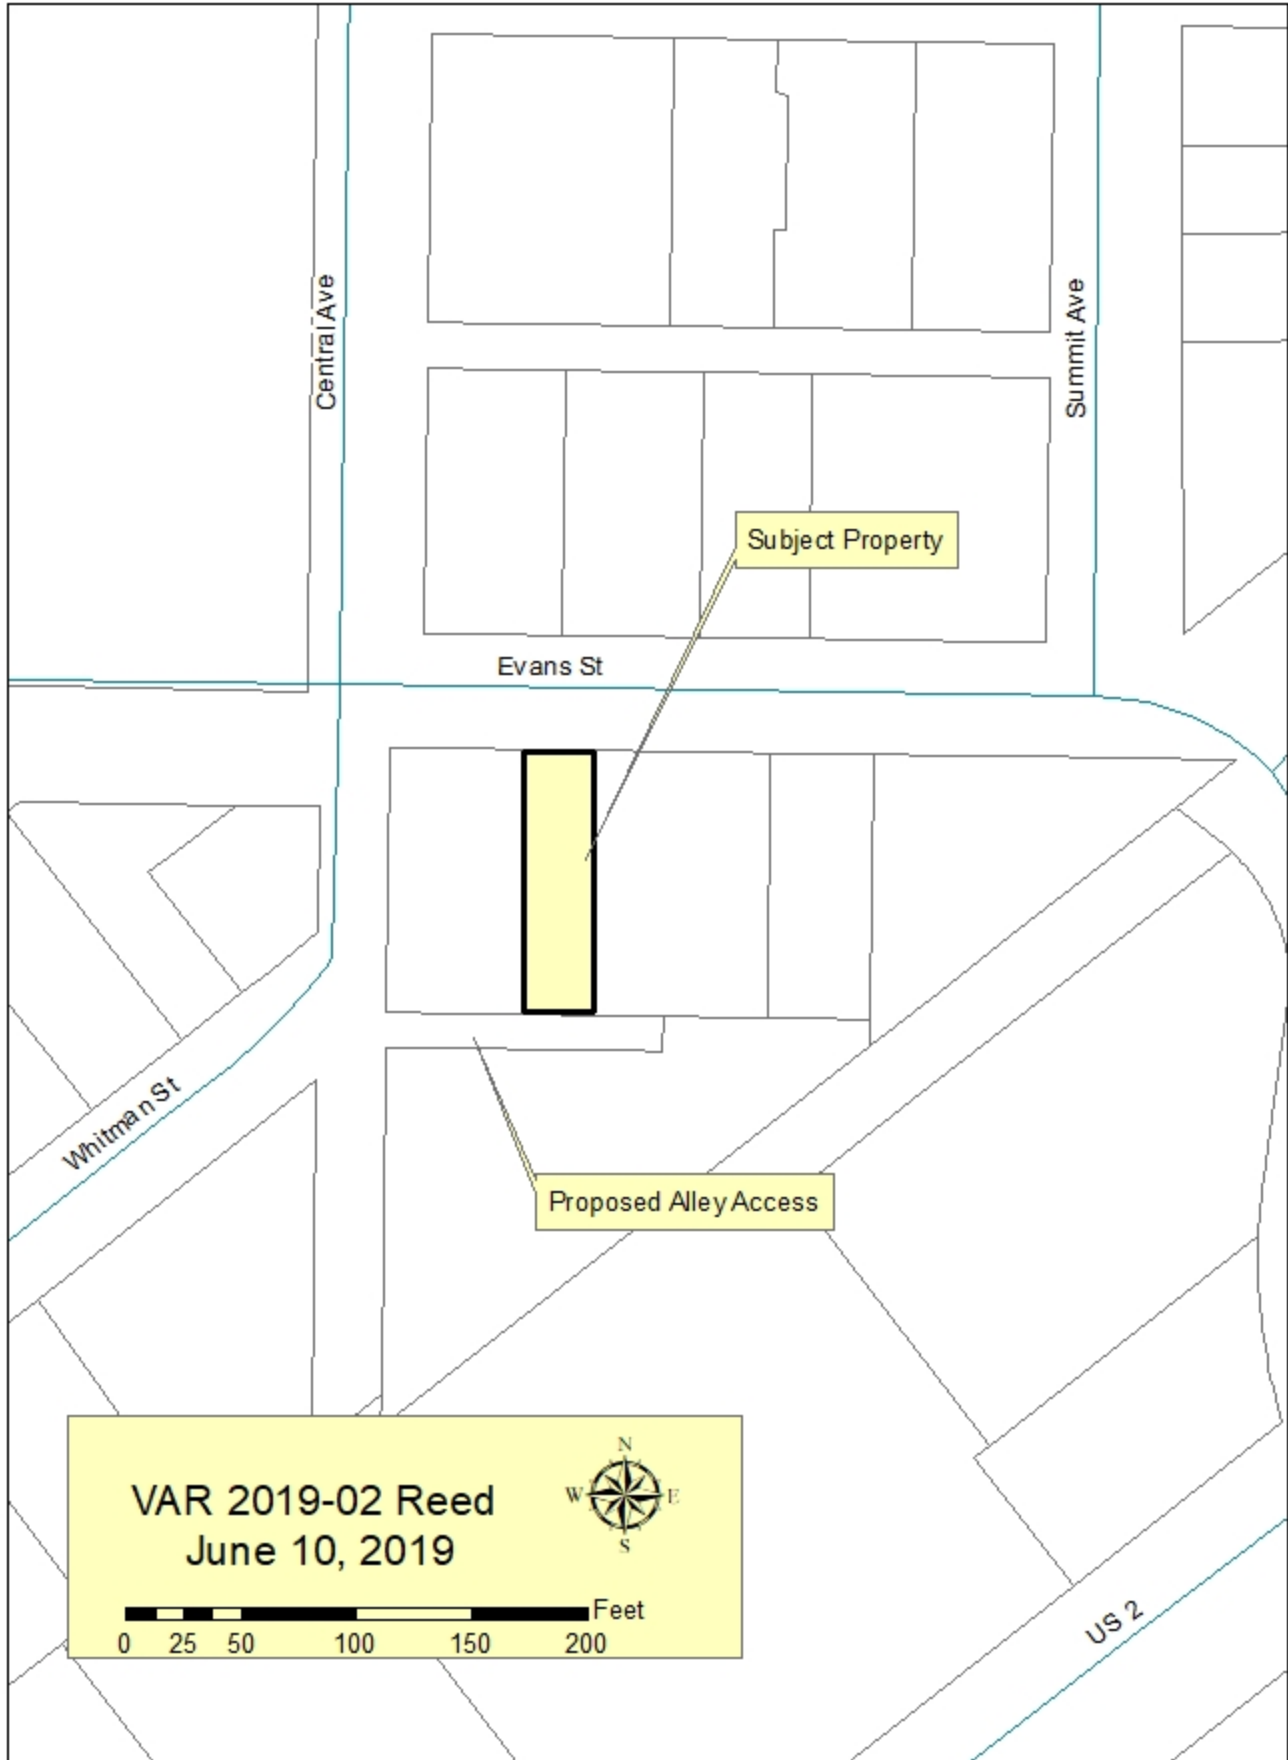 Central Ave
Summit Ave
Subject Property
Evans St
Whitman St
Proposed Alley Access
VAR 2019-02 Reed
June 10, 2019
N
W E
S
Feet
0 25 50 100 150 200
US 2